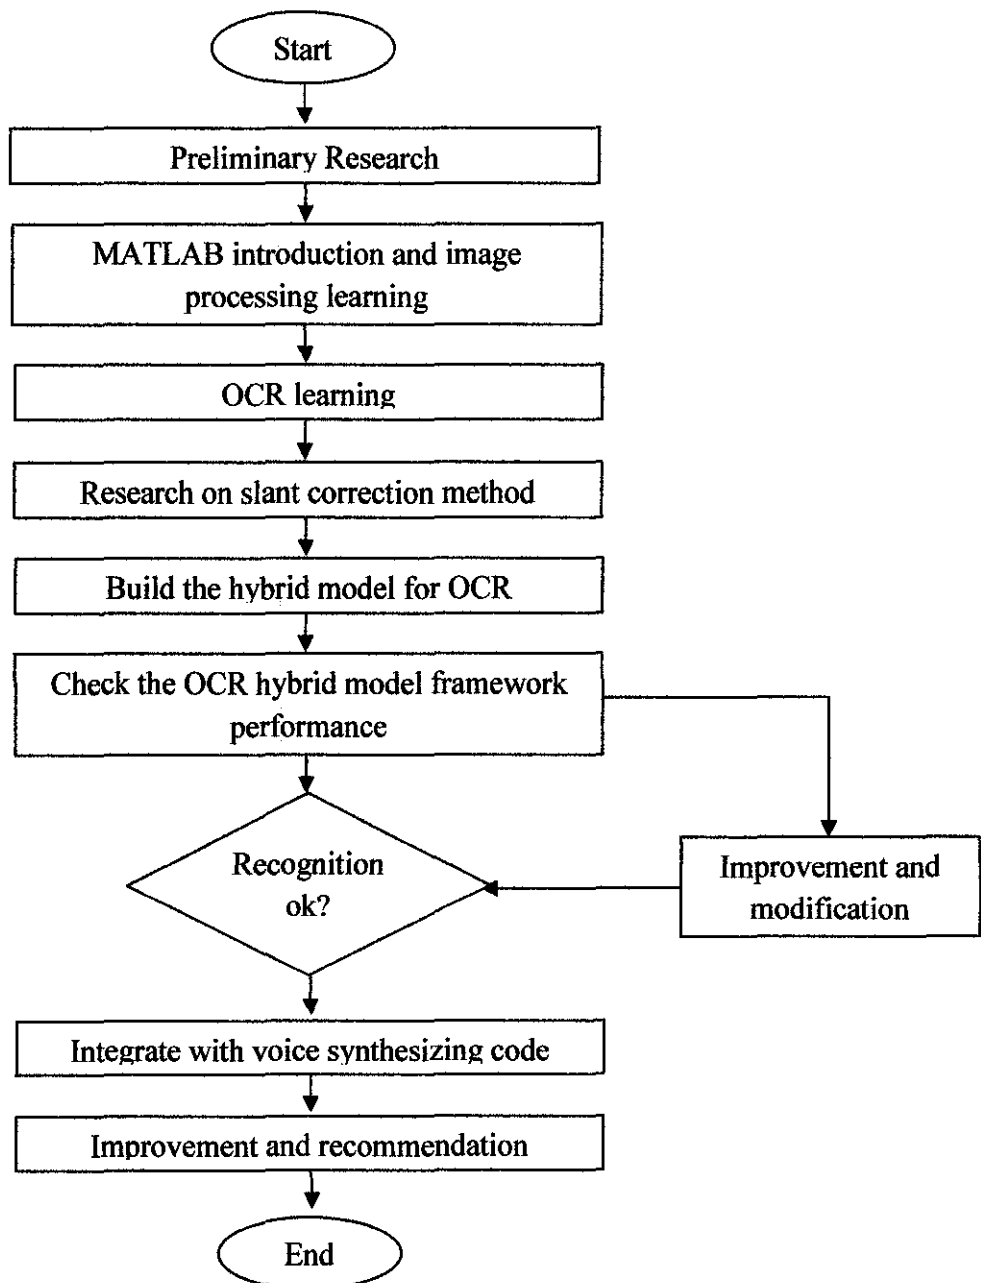 Start
Preliminary Research
MATLAB introduction and image
processing learning
OCR learning
Research on slant correction method
Build the hybrid model for OCR
Check the OCR hybrid model framework
performance
Recognition
ok?
Improvement and
modification
Integrate with voice synthesizing code
Improvement and recommendation
End